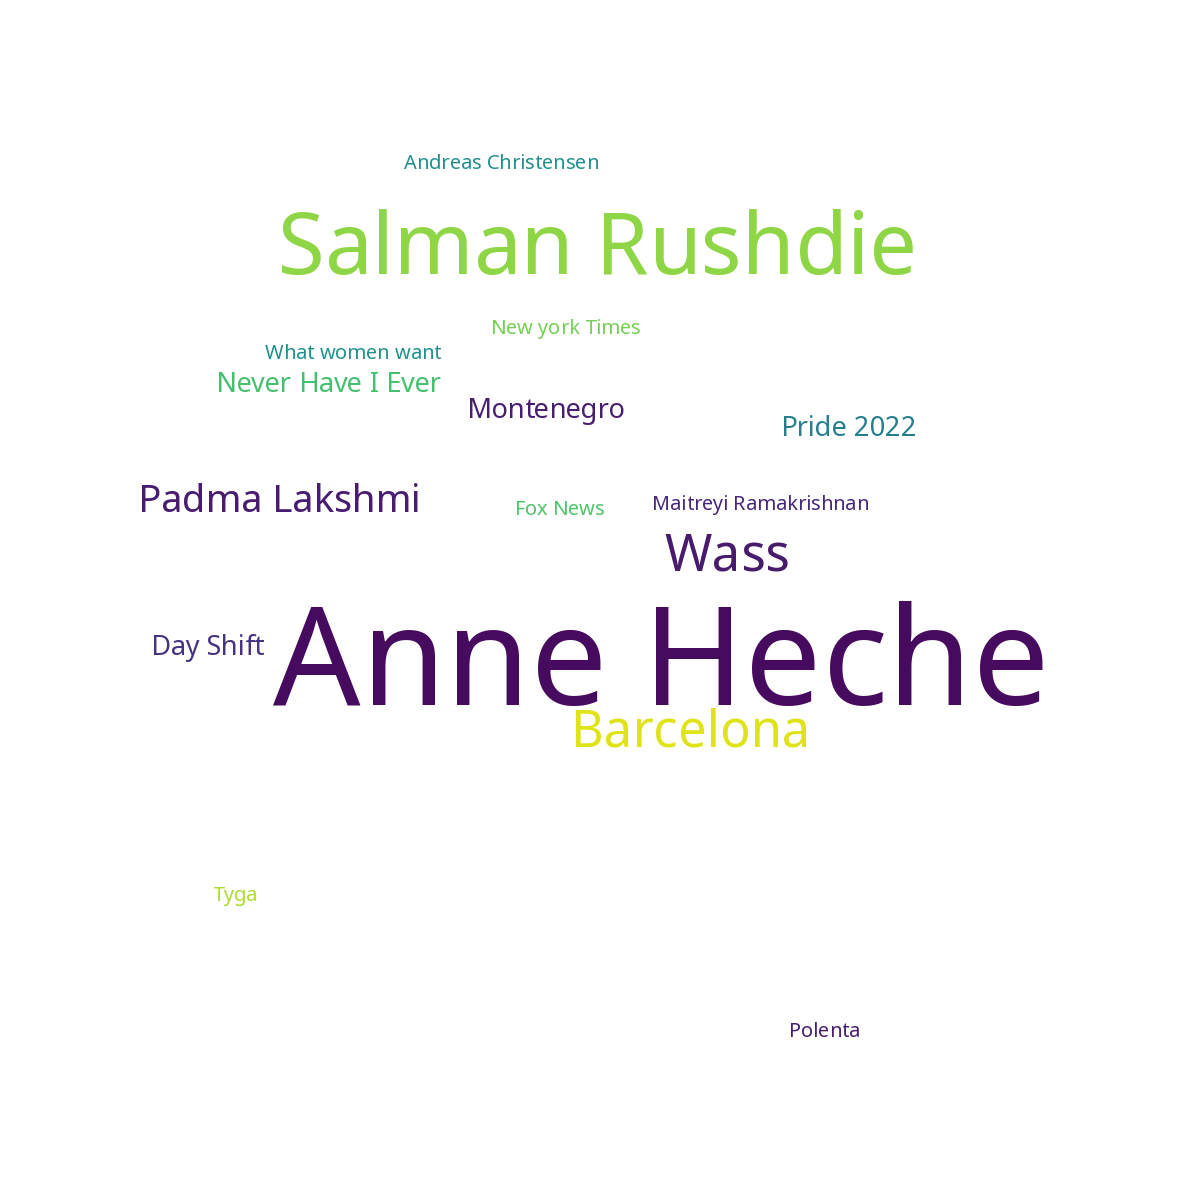 Andreas Christensen
Salman Rushdie
New york Times
What women want
Never Have I Ever
Montenegro
Pride 2022
Padma Lakshmi
Fox News
Maitreyi Ramakrishnan
Wass
Day Shift
Anne Heche
Barcelona
Tyga
Polenta